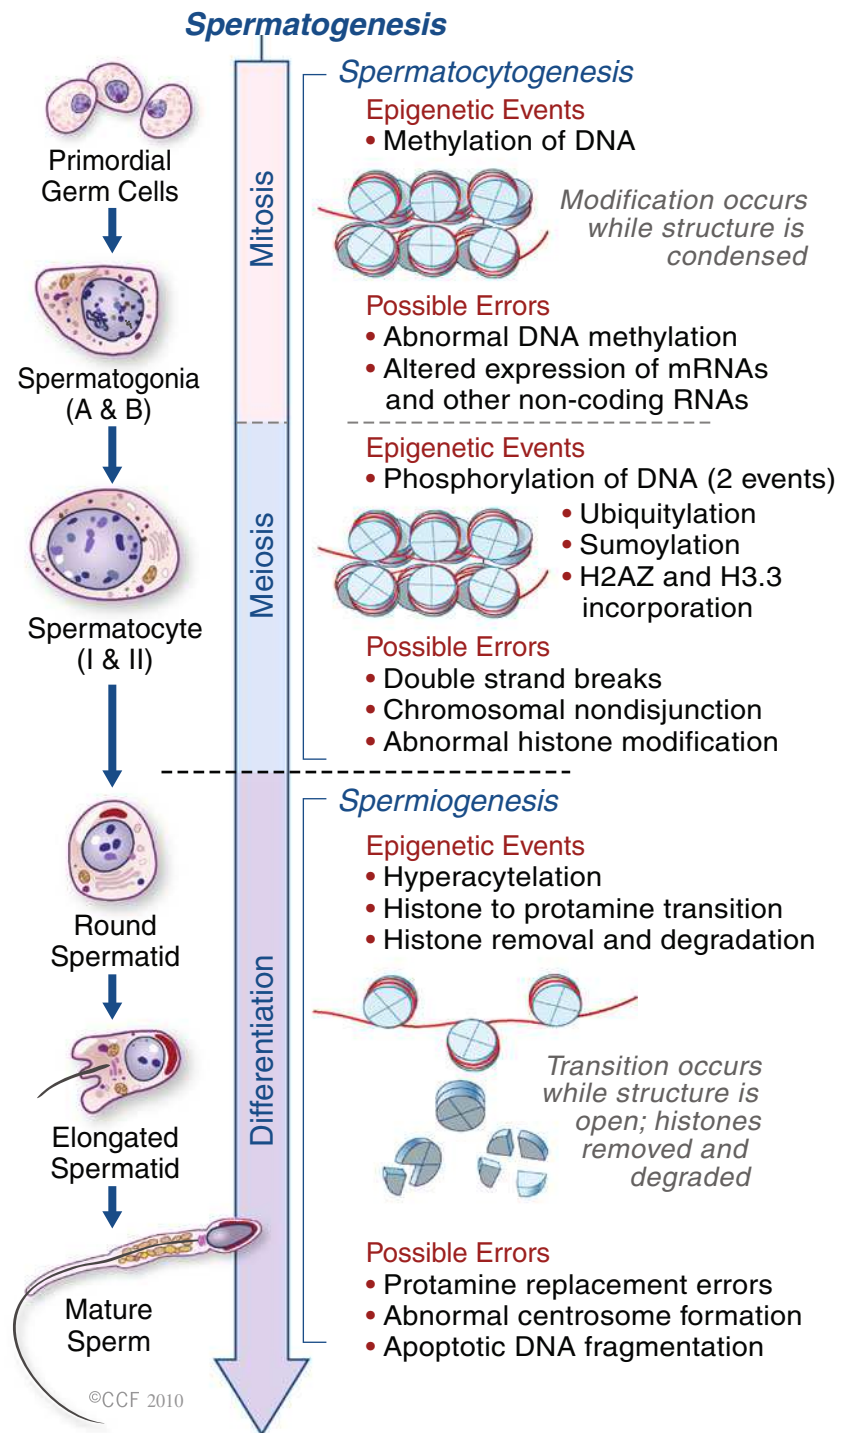 Spermatogenesis
Primordial
Germ Cells
Spermatogonia
(A & B)
Spermatocyte
(I & II)
Round
Spermatid
Elongated
Spermatid
Mature
Sperm
©CCF 2010
Mitosis
Meiosis
Differentiation
Spermatocytogenesis
Epigenetic Events
• Methylation of DNA
Modification occurs
while structure is
condensed
Possible Errors
• Abnormal DNA methylation
• Altered expression of mRNAs
and other non-coding RNAs
Epigenetic Events
• Phosphorylation of DNA (2 events)
• Ubiquitylation
• Sumoylation
• H2AZ and H3.3
incorporation
Possible Errors
• Double strand breaks
• Chromosomal nondisjunction
• Abnormal histone modification
Spermiogenesis
Epigenetic Events
• Hyperacytelation
• Histone to protamine transition
• Histone removal and degradation
Transition occurs
while structure is
open; histones
removed and
degraded
Possible Errors
• Protamine replacement errors
• Abnormal centrosome formation
• Apoptotic DNA fragmentation